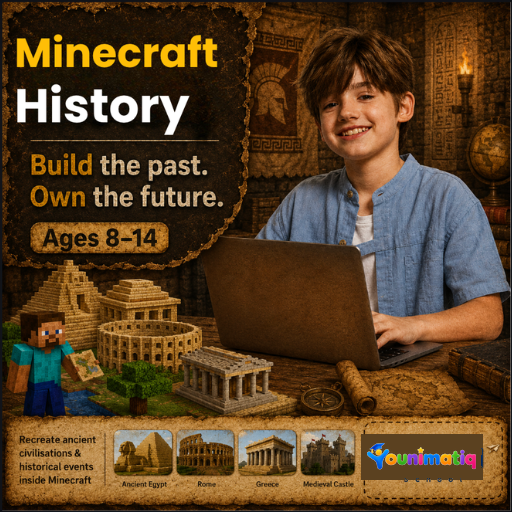 Minecraft
History
Build the past.
Own the future.
Ages 8–14
Recreate ancient
civilisations &
historical events
inside Minecraft
Ancient Egypt
Rome
Greece
Medieval Castle
Younimatiq